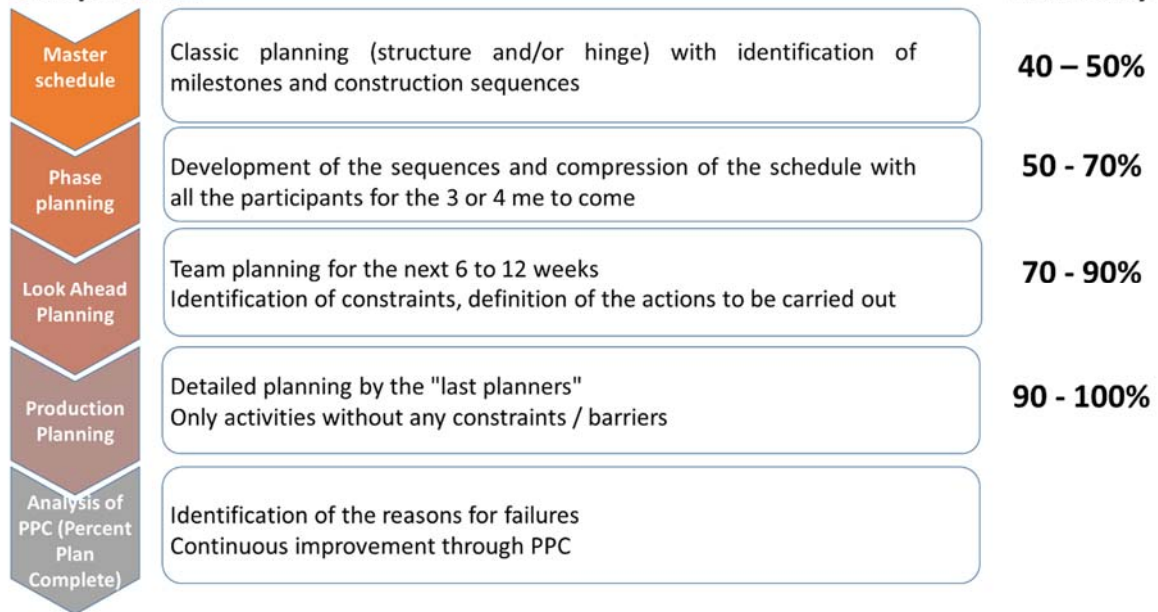 Master
schedule
Classic planning (structure and/or hinge) with identification of
milestones and construction sequences
40 – 50%
Phase
planning
Development of the sequences and compression of the schedule with
all the participants for the 3 or 4 me to come
50 - 70%
Look Ahead
Planning
Team planning for the next 6 to 12 weeks
Identification of constraints, definition of the actions to be carried out
70 - 90%
Production
Planning
Detailed planning by the "last planners"
Only activities without any constraints / barriers
90 - 100%
Analysis of
PPC (Percent
Plan
Complete)
Identification of the reasons for failures
Continuous improvement through PPC